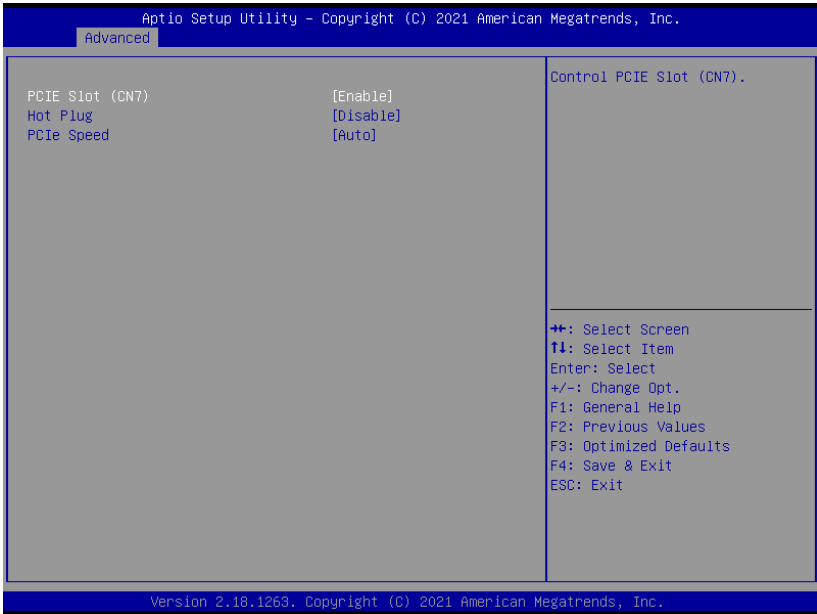 Aptio Setup Utility – Copyright (C) 2021 American Megatrends, Inc.
Advanced
PCIE Slot (CN7) [Enable]
Hot Plug [Disable]
PCIe Speed [Auto]
Control PCIE Slot (CN7).
→←: Select Screen
↑↓: Select Item
Enter: Select
+/-: Change Opt.
F1: General Help
F2: Previous Values
F3: Optimized Defaults
F4: Save & Exit
ESC: Exit
Version 2.18.1263. Copyright (C) 2021 American Megatrends, Inc.